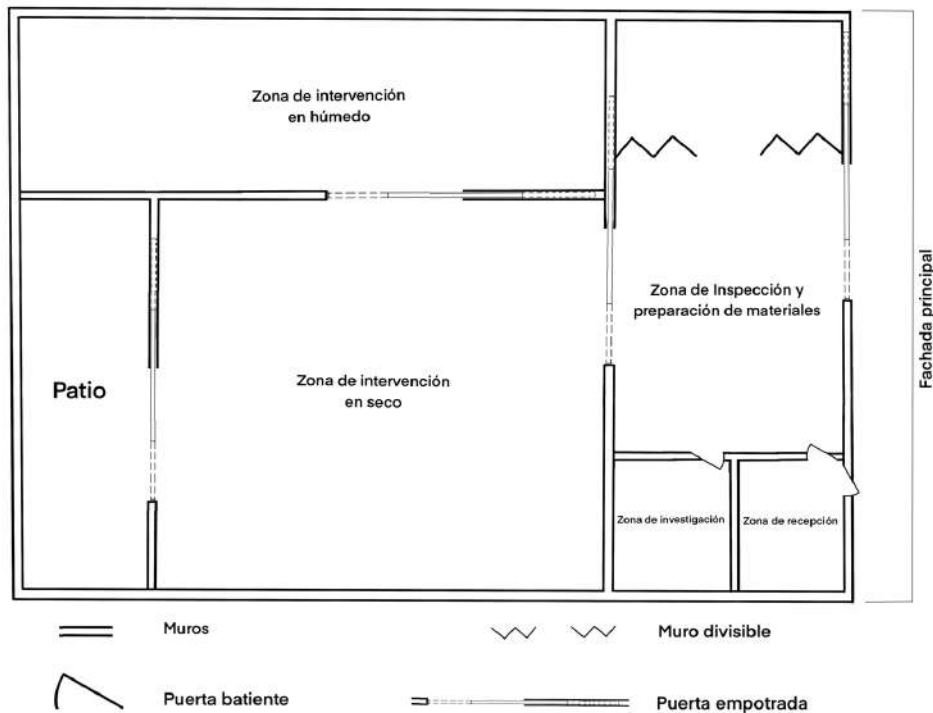 Zona de intervención
en húmedo
Zona de Inspección y
preparación de materiales
Fachada principal
Patio
Zona de intervención
en seco
Zona de investigación
Zona de recepción
Muros
Muro divisible
Puerta batiente
Puerta empotrada